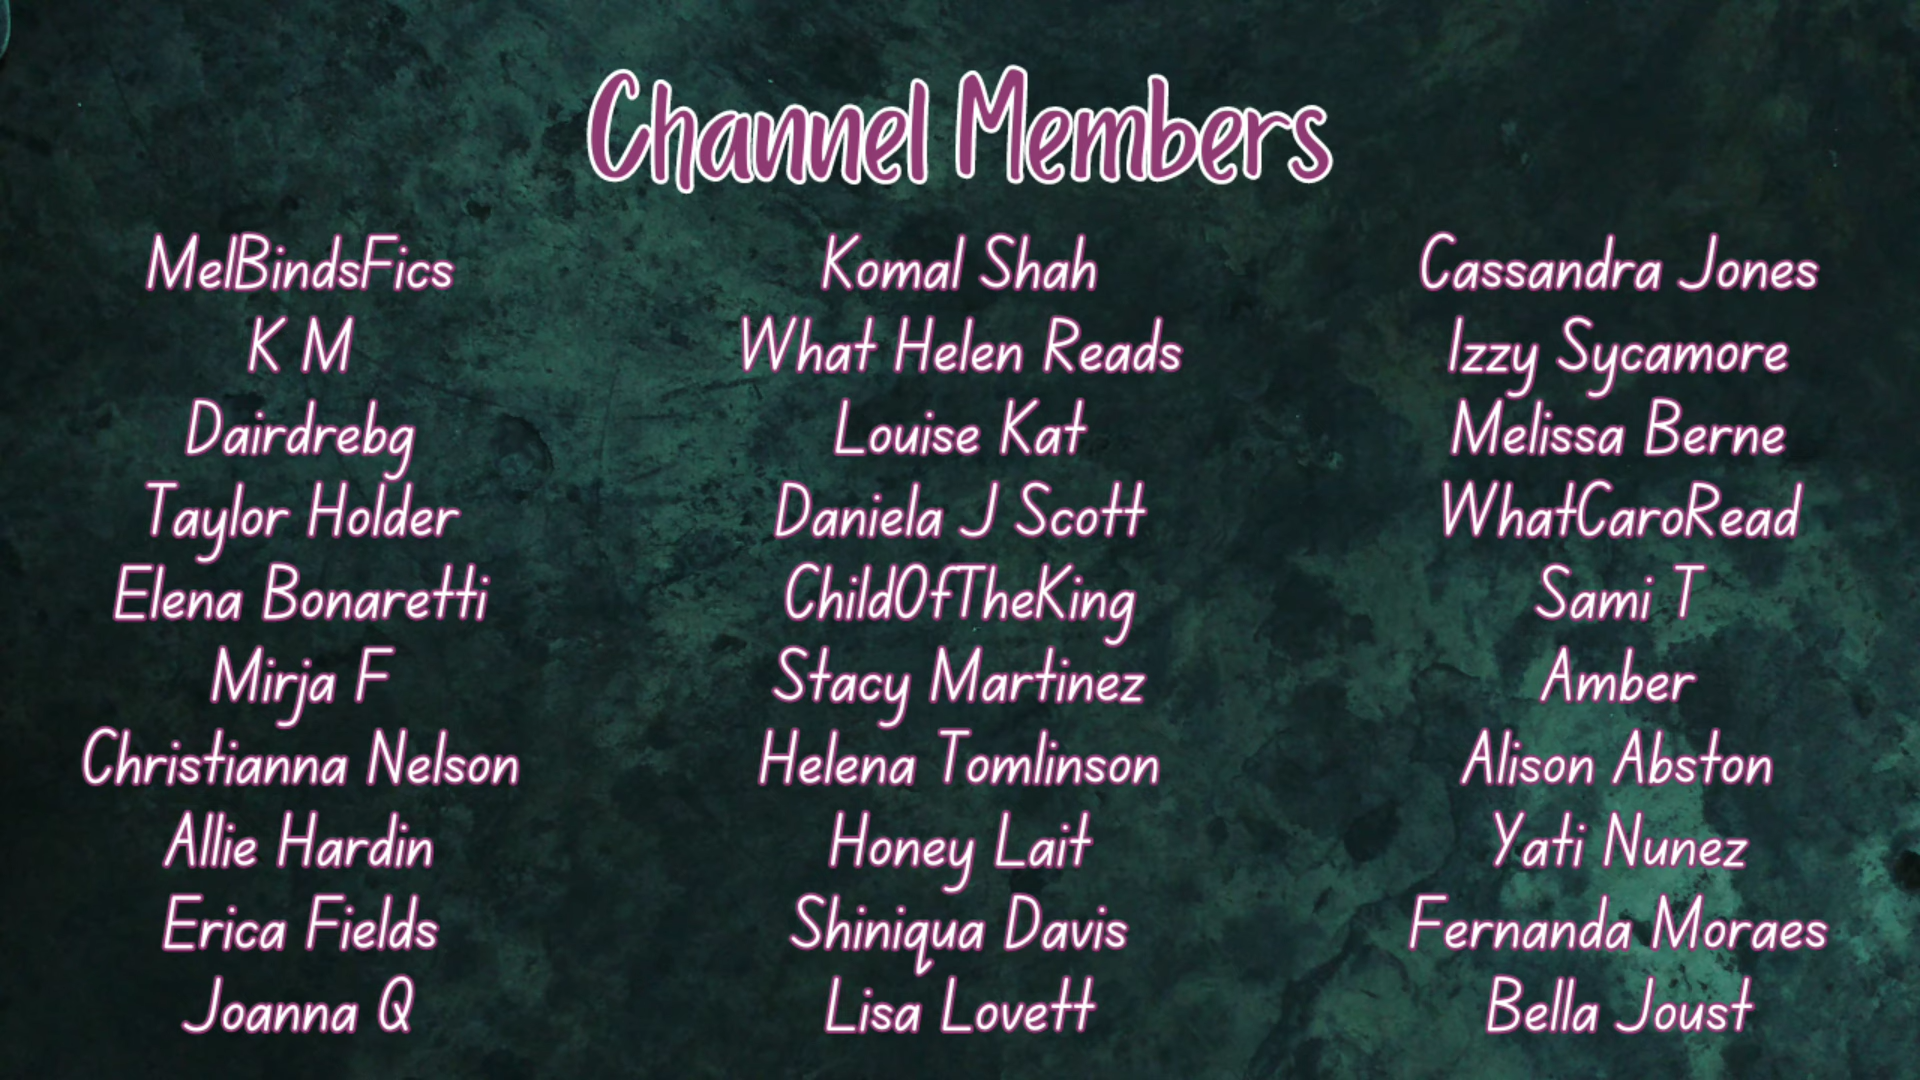 Channel Members
MelBindsFics
K M
Dairdrebg
Taylor Holder
Elena Bonaretti
Mirja F
Christianna Nelson
Allie Hardin
Erica Fields
Joanna Q
Komal Shah
What Helen Reads
Louise Kat
Daniela J Scott
ChildOfTheKing
Stacy Martinez
Helena Tomlinson
Honey Lait
Shiniqua Davis
Lisa Lovett
Cassandra Jones
Izzy Sycamore
Melissa Berne
WhatCaroRead
Sami T
Amber
Alison Abston
Yati Nunez
Fernanda Moraes
Bella Joust